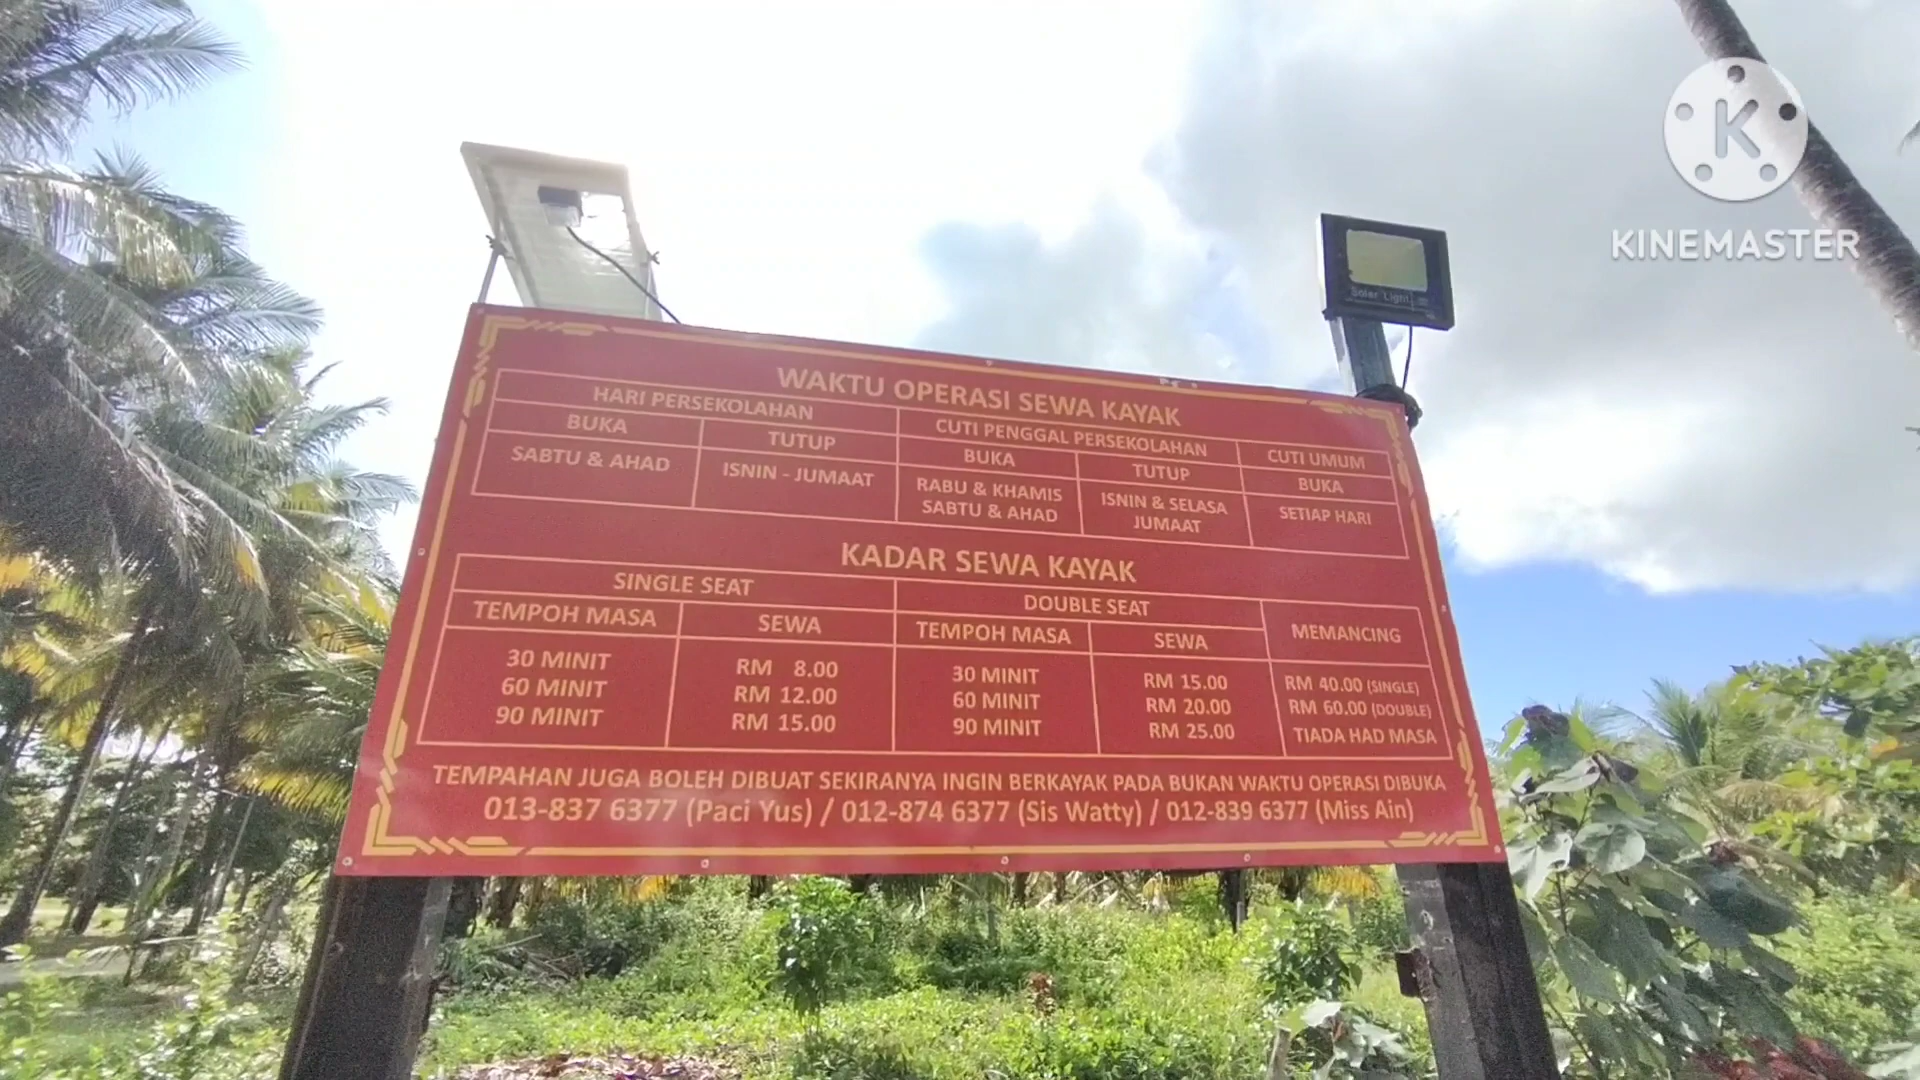 KINEMASTER
Solar Light
WAKTU OPERASI SEWA KAYAK
HARI PERSEKOLAHAN CUTI PENGGAL PERSEKOLAHAN CUTI UMUM
BUKA TUTUP BUKA TUTUP BUKA
SABTU & AHAD ISNIN - JUMAAT RABU & KHAMIS ISNIN & SELASA SETIAP HARI
SABTU & AHAD JUMAAT
KADAR SEWA KAYAK
SINGLE SEAT DOUBLE SEAT MEMANCING
TEMPOH MASA SEWA TEMPOH MASA SEWA
30 MINIT RM 8.00 30 MINIT RM 15.00 RM 40.00 (SINGLE)
60 MINIT RM 12.00 60 MINIT RM 20.00 RM 60.00 (DOUBLE)
90 MINIT RM 15.00 90 MINIT RM 25.00 TIADA HAD MASA
TEMPAHAN JUGA BOLEH DIBUAT SEKIRANYA INGIN BERKAYAK PADA BUKAN WAKTU OPERASI DIBUKA
013-837 6377 (Paci Yus) / 012-874 6377 (Sis Watty) / 012-839 6377 (Miss Ain)